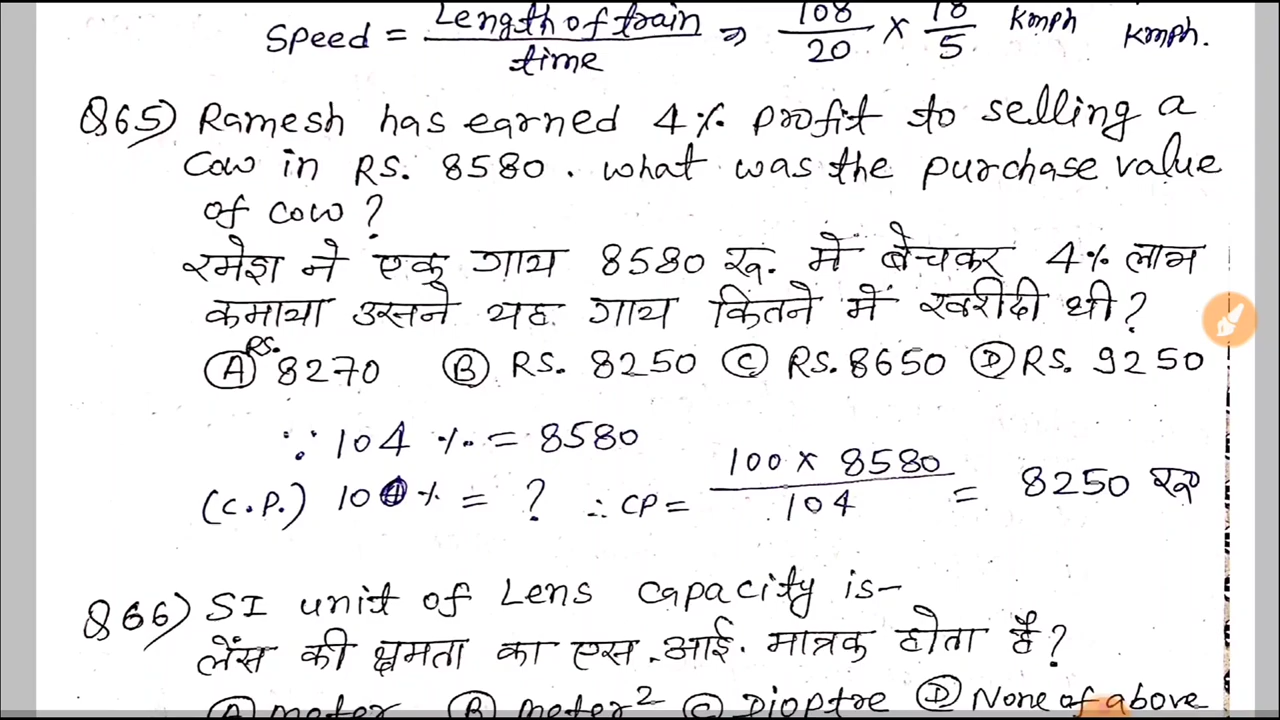 Speed = Length of train / time ⇒ 108/20 × 18/5 Kmph Kmph.
Q65) Ramesh has earned 4% profit to selling a
Cow in RS. 8580. what was the purchase value
of cow?
रमेश ने एक गाय 8580 रू. में बेचकर 4% लाभ
कमाया उसने यह गाय कितने में खरीदी थी?
(A) RS. 8270 (B) RS. 8250 (C) RS. 8650 (D) RS. 9250
∵ 104 % = 8580
(C.P.) 100 % = ? ∴ CP = 100 × 8580 / 104 = 8250 रू
Q66) SI unit of Lens capacity is-
लेंस की क्षमता का एस.आई. मात्रक होता है?
(A) meter (B) meter² (C) Dioptre (D) None of above